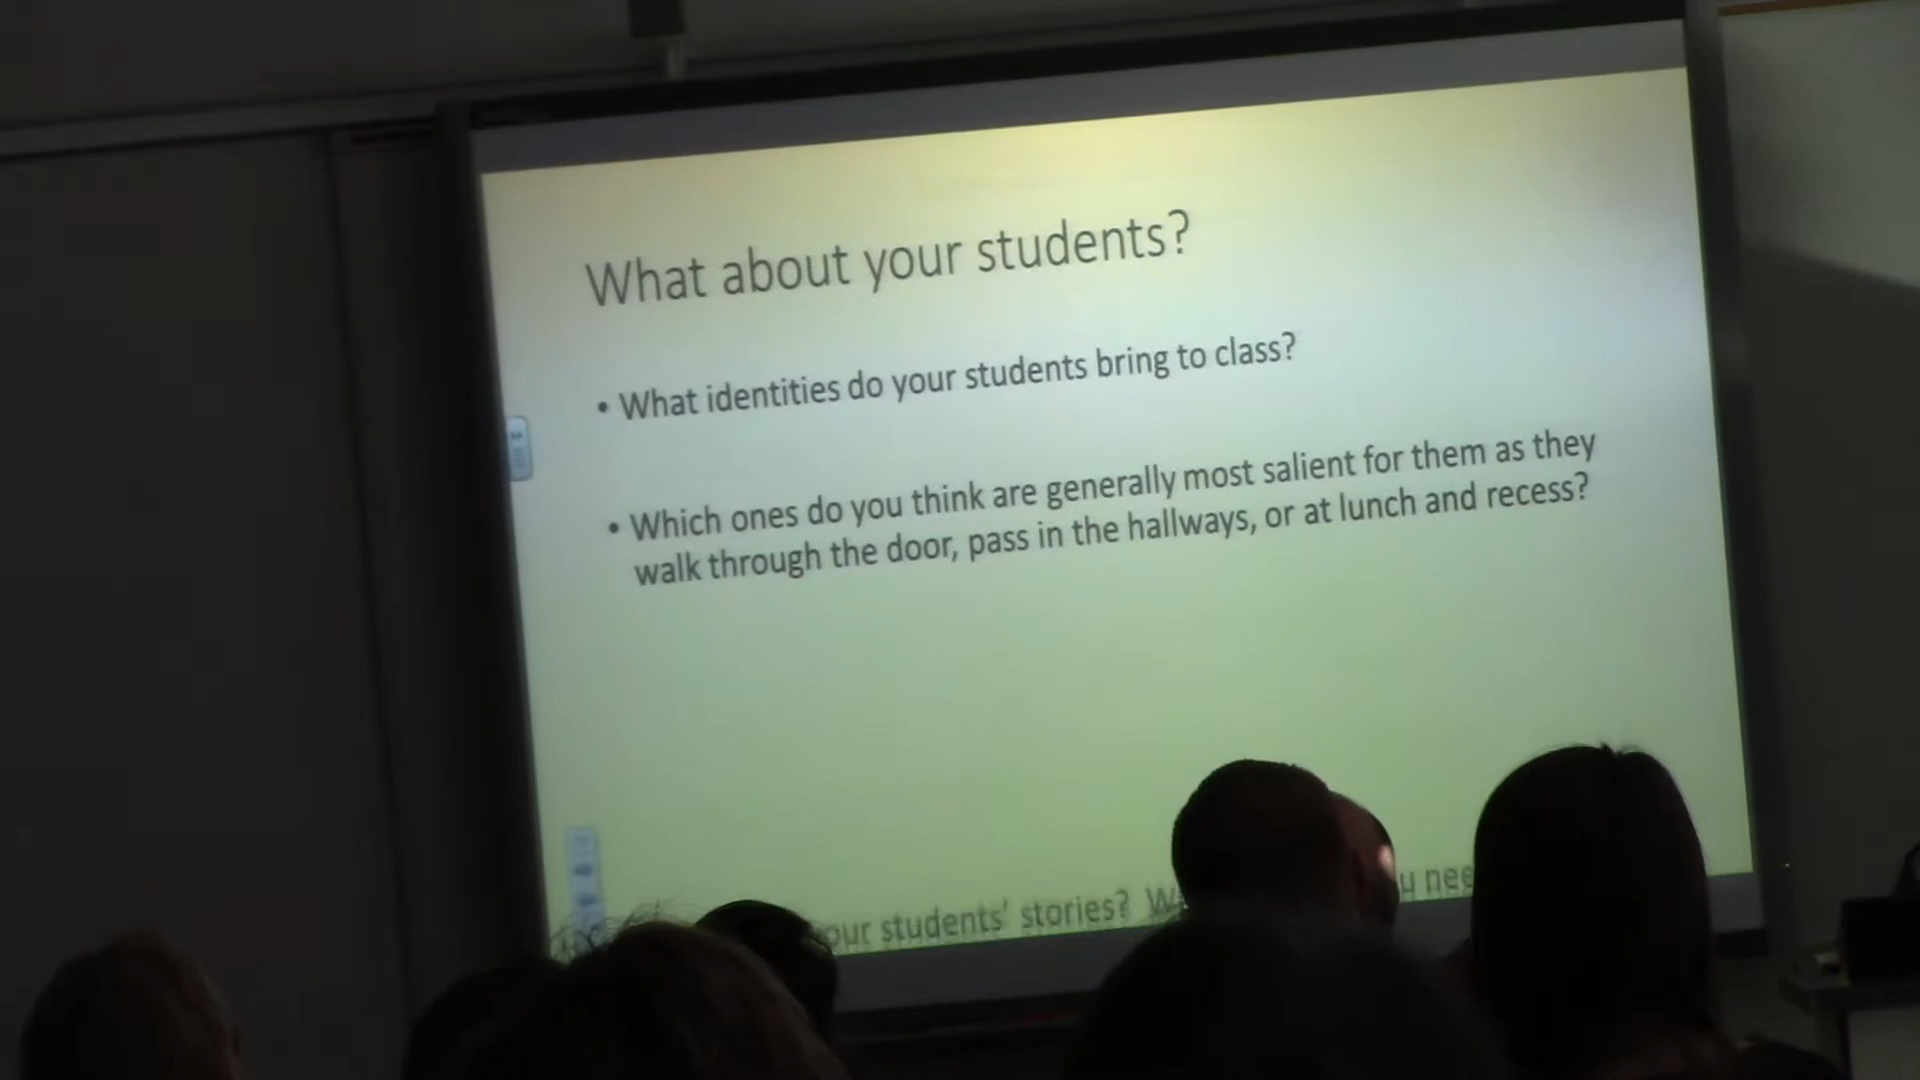 What about your students?
• What identities do your students bring to class?
• Which ones do you think are generally most salient for them as they
walk through the door, pass in the hallways, or at lunch and recess?
students' stories?